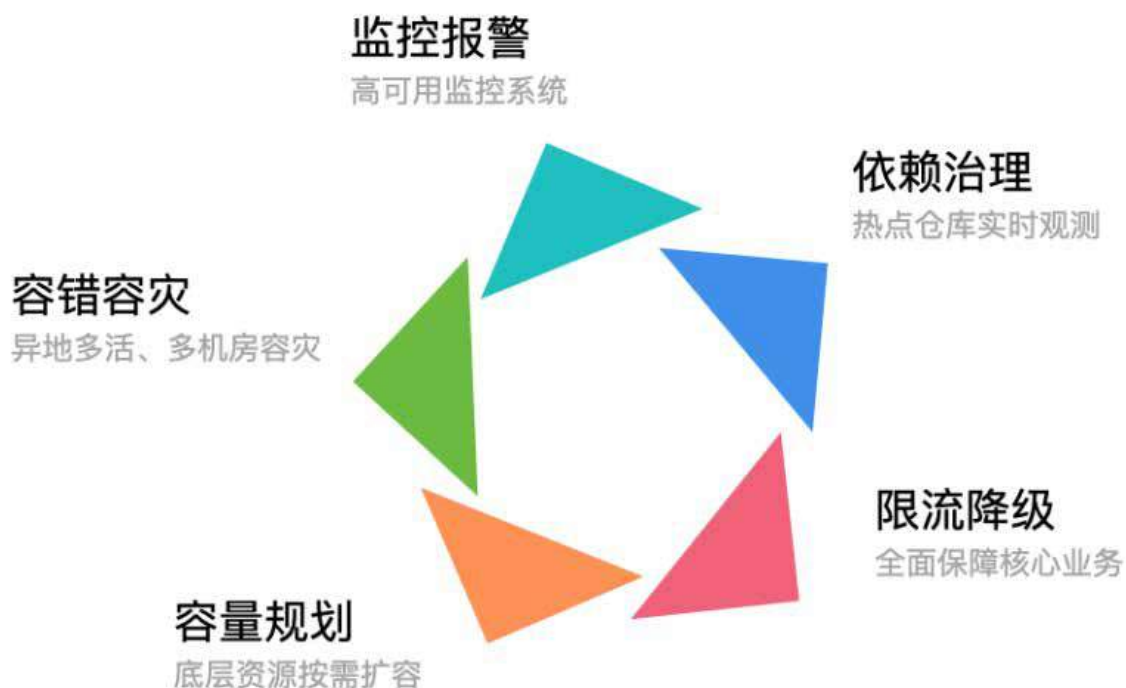 监控报警
高可用监控系统
依赖治理
热点仓库实时观测
容错容灾
异地多活、多机房容灾
限流降级
全面保障核心业务
容量规划
底层资源按需扩容